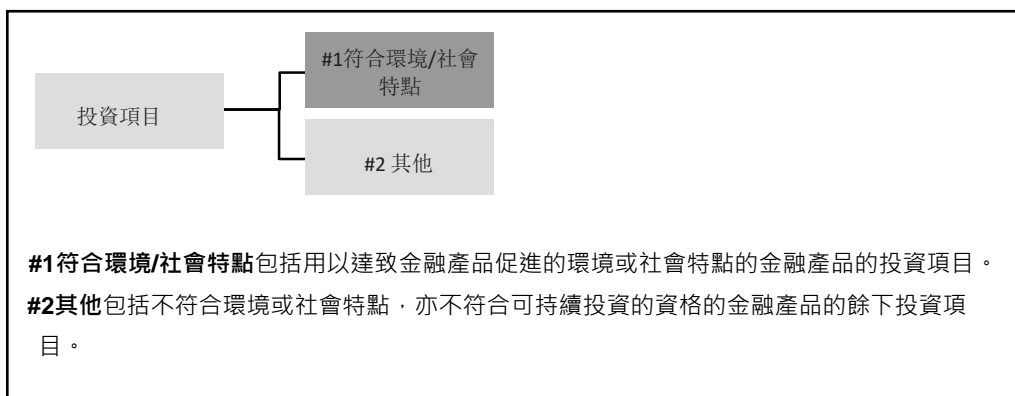 #1符合環境/社會
特點
投資項目
#2 其他
#1符合環境/社會特點包括用以達致金融產品促進的環境或社會特點的金融產品的投資項目。
#2其他包括不符合環境或社會特點，亦不符合可持續投資的資格的金融產品的餘下投資項
目。